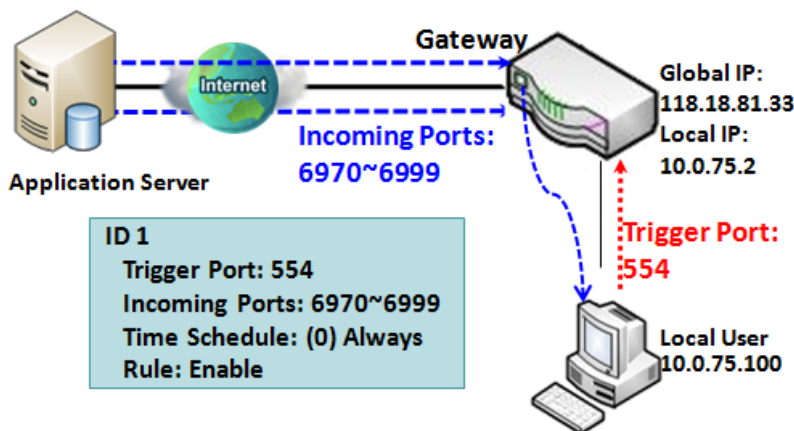 Gateway
Internet
Global IP:
118.18.81.33
Local IP:
10.0.75.2
Incoming Ports:
6970~6999
Application Server
ID 1
Trigger Port: 554
Incoming Ports: 6970~6999
Time Schedule: (0) Always
Rule: Enable
Trigger Port:
554
Local User
10.0.75.100